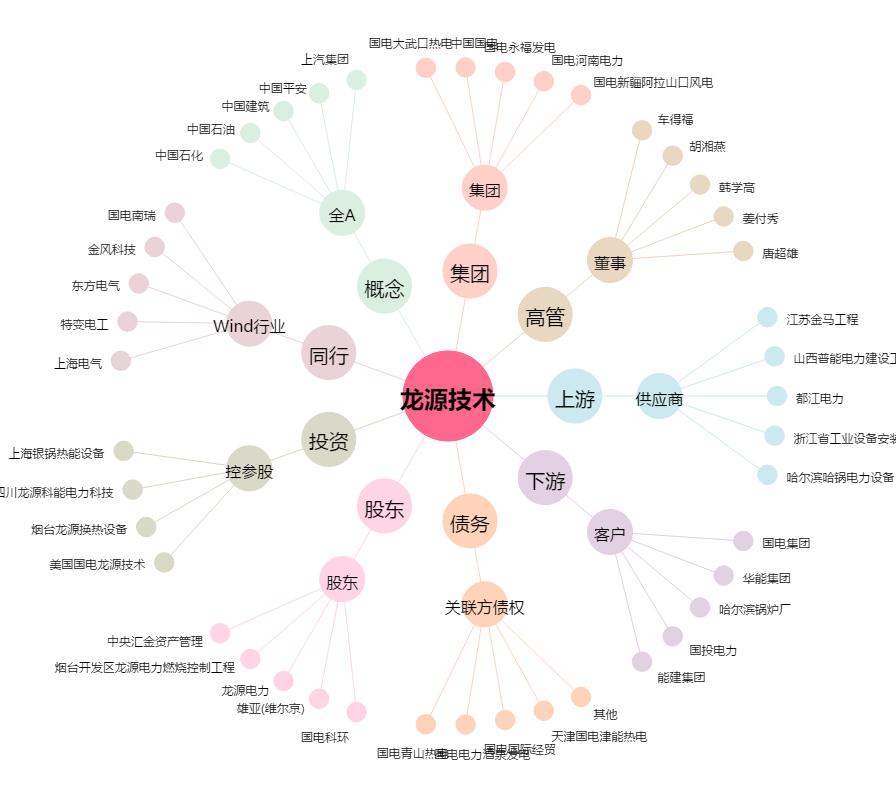 国电大武口热电
中国国电
国电永福发电
国电河南电力
国电新疆阿拉山口风电
上汽集团
中国平安
中国建筑
中国石油
中国石化
集团
全A
车得福
胡湘燕
韩学高
姜付秀
唐超雄
董事
国电南瑞
金风科技
东方电气
特变电工
上海电气
Wind行业
概念
集团
高管
同行
龙源技术
上游
供应商
江苏金马工程
山西普能电力建设工
都江电力
浙江省工业设备安装
哈尔滨哈锅电力设备
投资
控参股
上海银锅热能设备
四川龙源科能电力科技
烟台龙源换热设备
美国国电龙源技术
股东
债务
下游
客户
国电集团
华能集团
哈尔滨锅炉厂
国投电力
能建集团
股东
关联方债权
中央汇金资产管理
烟台开发区龙源电力燃烧控制工程
龙源电力
雄亚(维尔京)
国电科环
国电青山热电
国电电力酒泉发电
国电国际经贸
天津国电津能热电
其他